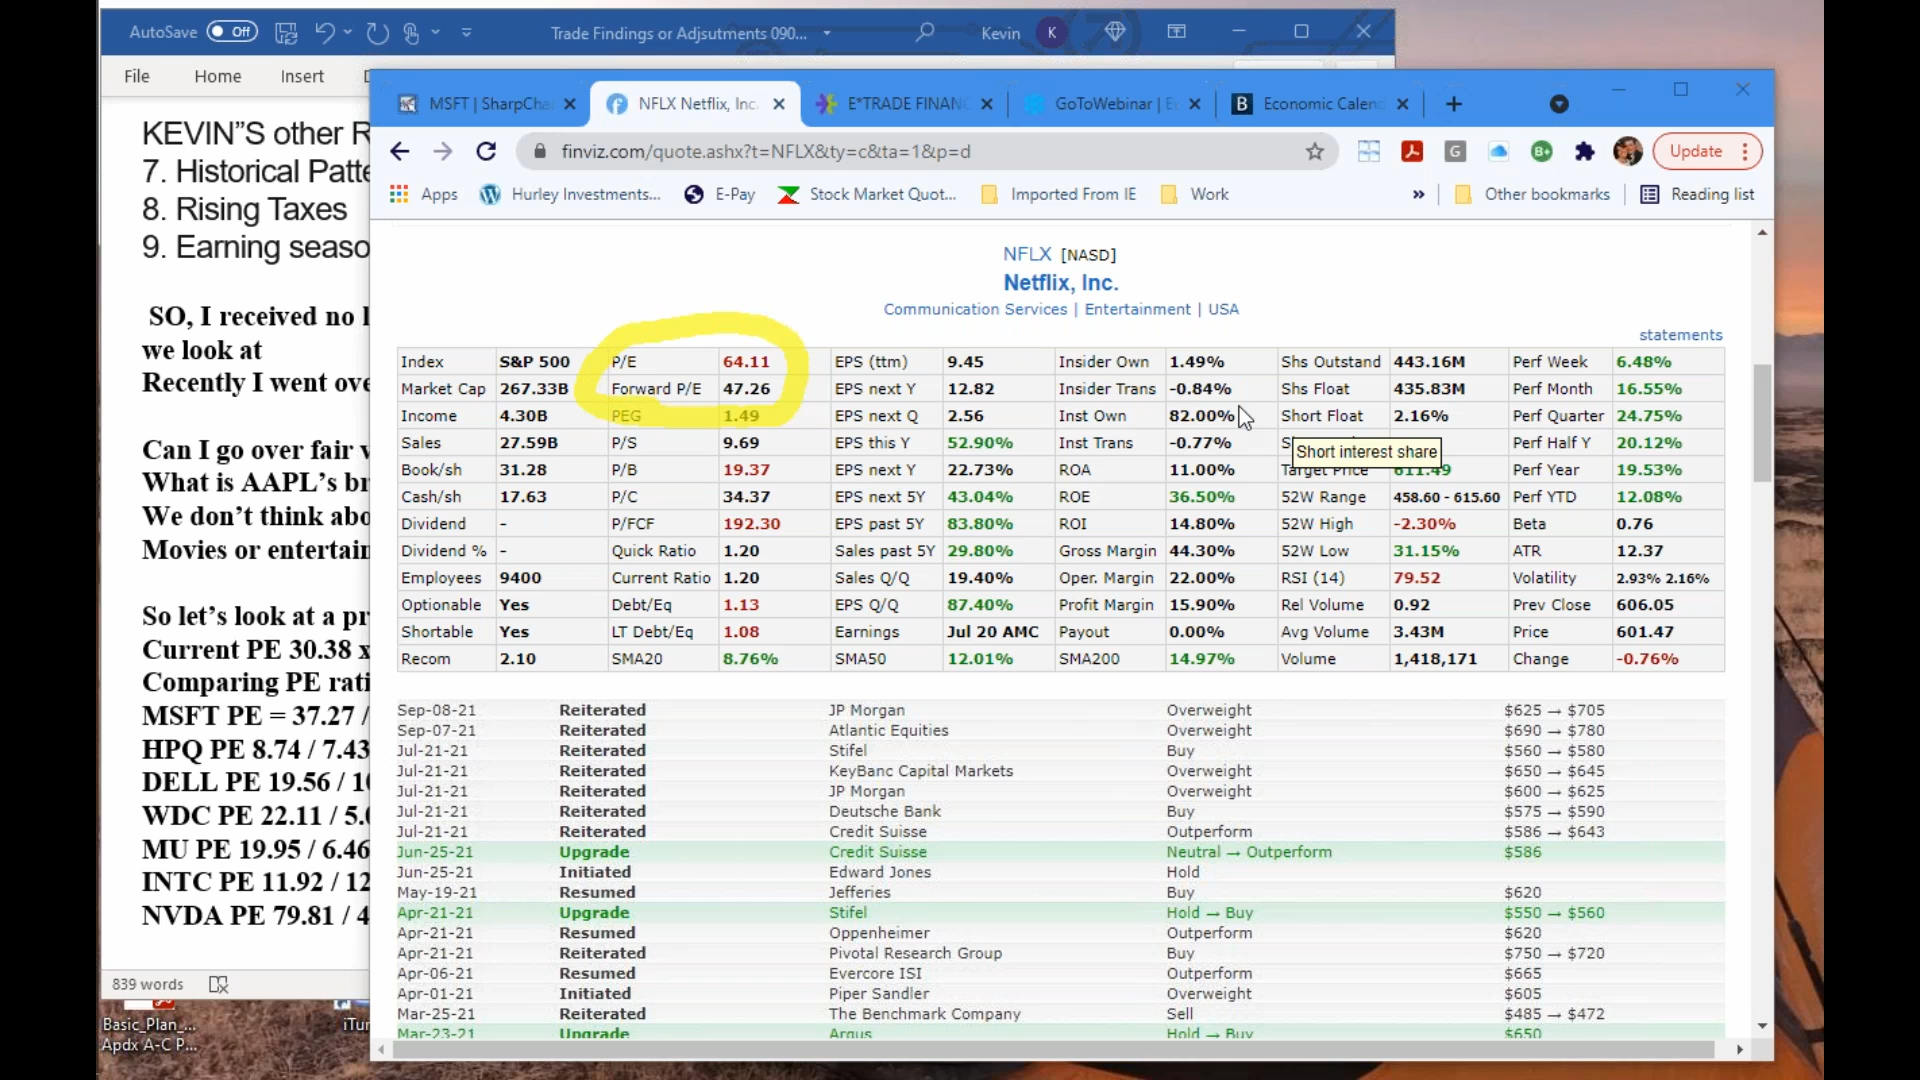 AutoSave Off Trade Findings or Adjsutments 090... Kevin K
File Home Insert
MSFT | SharpCha NFLX Netflix, Inc. E*TRADE FINANC GoToWebinar | Economic Calen
finviz.com/quote.ashx?t=NFLX&ty=c&ta=1&p=d Update
Apps Hurley Investments... E-Pay Stock Market Quot... Imported From IE Work » Other bookmarks Reading list
KEVIN"S other R
7. Historical Patte
8. Rising Taxes
9. Earning seaso
SO, I received no
we look at
Recently I went ove
Can I go over fair v
What is AAPL's br
We don't think abo
Movies or entertain
So let's look at a pr
Current PE 30.38 x
Comparing PE rati
MSFT PE = 37.27 /
HPQ PE 8.74 / 7.43
DELL PE 19.56 / 10
WDC PE 22.11 / 5.
MU PE 19.95 / 6.46
INTC PE 11.92 / 12
NVDA PE 79.81 / 4
839 words
Basic_Plan_...
Apdx A-C P...
iTu
NFLX [NASD]
Netflix, Inc.
Communication Services | Entertainment | USA
statements
Index S&P 500 P/E 64.11 EPS (ttm) 9.45 Insider Own 1.49% Shs Outstand 443.16M Perf Week 6.48%
Market Cap 267.33B Forward P/E 47.26 EPS next Y 12.82 Insider Trans -0.84% Shs Float 435.83M Perf Month 16.55%
Income 4.30B PEG 1.49 EPS next Q 2.56 Inst Own 82.00% Short Float 2.16% Perf Quarter 24.75%
Sales 27.59B P/S 9.69 EPS this Y 52.90% Inst Trans -0.77% Perf Half Y 20.12%
Short interest share
Book/sh 31.28 P/B 19.37 EPS next Y 22.73% ROA 11.00% Target Price 611.49 Perf Year 19.53%
Cash/sh 17.63 P/C 34.37 EPS next 5Y 43.04% ROE 36.50% 52W Range 458.60 - 615.60 Perf YTD 12.08%
Dividend - P/FCF 192.30 EPS past 5Y 83.80% ROI 14.80% 52W High -2.30% Beta 0.76
Dividend % - Quick Ratio 1.20 Sales past 5Y 29.80% Gross Margin 44.30% 52W Low 31.15% ATR 12.37
Employees 9400 Current Ratio 1.20 Sales Q/Q 19.40% Oper. Margin 22.00% RSI (14) 79.52 Volatility 2.93% 2.16%
Optionable Yes Debt/Eq 1.13 EPS Q/Q 87.40% Profit Margin 15.90% Rel Volume 0.92 Prev Close 606.05
Shortable Yes LT Debt/Eq 1.08 Earnings Jul 20 AMC Payout 0.00% Avg Volume 3.43M Price 601.47
Recom 2.10 SMA20 8.76% SMA50 12.01% SMA200 14.97% Volume 1,418,171 Change -0.76%
Sep-08-21 Reiterated JP Morgan Overweight $625 → $705
Sep-07-21 Reiterated Atlantic Equities Overweight $690 → $780
Jul-21-21 Reiterated Stifel Buy $560 → $580
Jul-21-21 Reiterated KeyBanc Capital Markets Overweight $650 → $645
Jul-21-21 Reiterated JP Morgan Overweight $600 → $625
Jul-21-21 Reiterated Deutsche Bank Buy $575 → $590
Jul-21-21 Reiterated Credit Suisse Outperform $586 → $643
Jun-25-21 Upgrade Credit Suisse Neutral → Outperform $586
Jun-25-21 Initiated Edward Jones Hold
May-19-21 Resumed Jefferies Buy $620
Apr-21-21 Upgrade Stifel Hold → Buy $550 → $560
Apr-21-21 Resumed Oppenheimer Outperform $620
Apr-21-21 Reiterated Pivotal Research Group Buy $750 → $720
Apr-06-21 Resumed Evercore ISI Outperform $665
Apr-01-21 Initiated Piper Sandler Overweight $605
Mar-25-21 Reiterated The Benchmark Company Sell $485 → $472
Mar-23-21 Upgrade Argus Hold → Buy $650